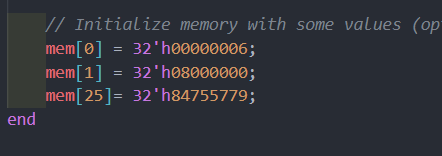 // Initialize memory with some values (op
mem[0] = 32'h00000006;
mem[1] = 32'h08000000;
mem[25]= 32'h84755779;
end